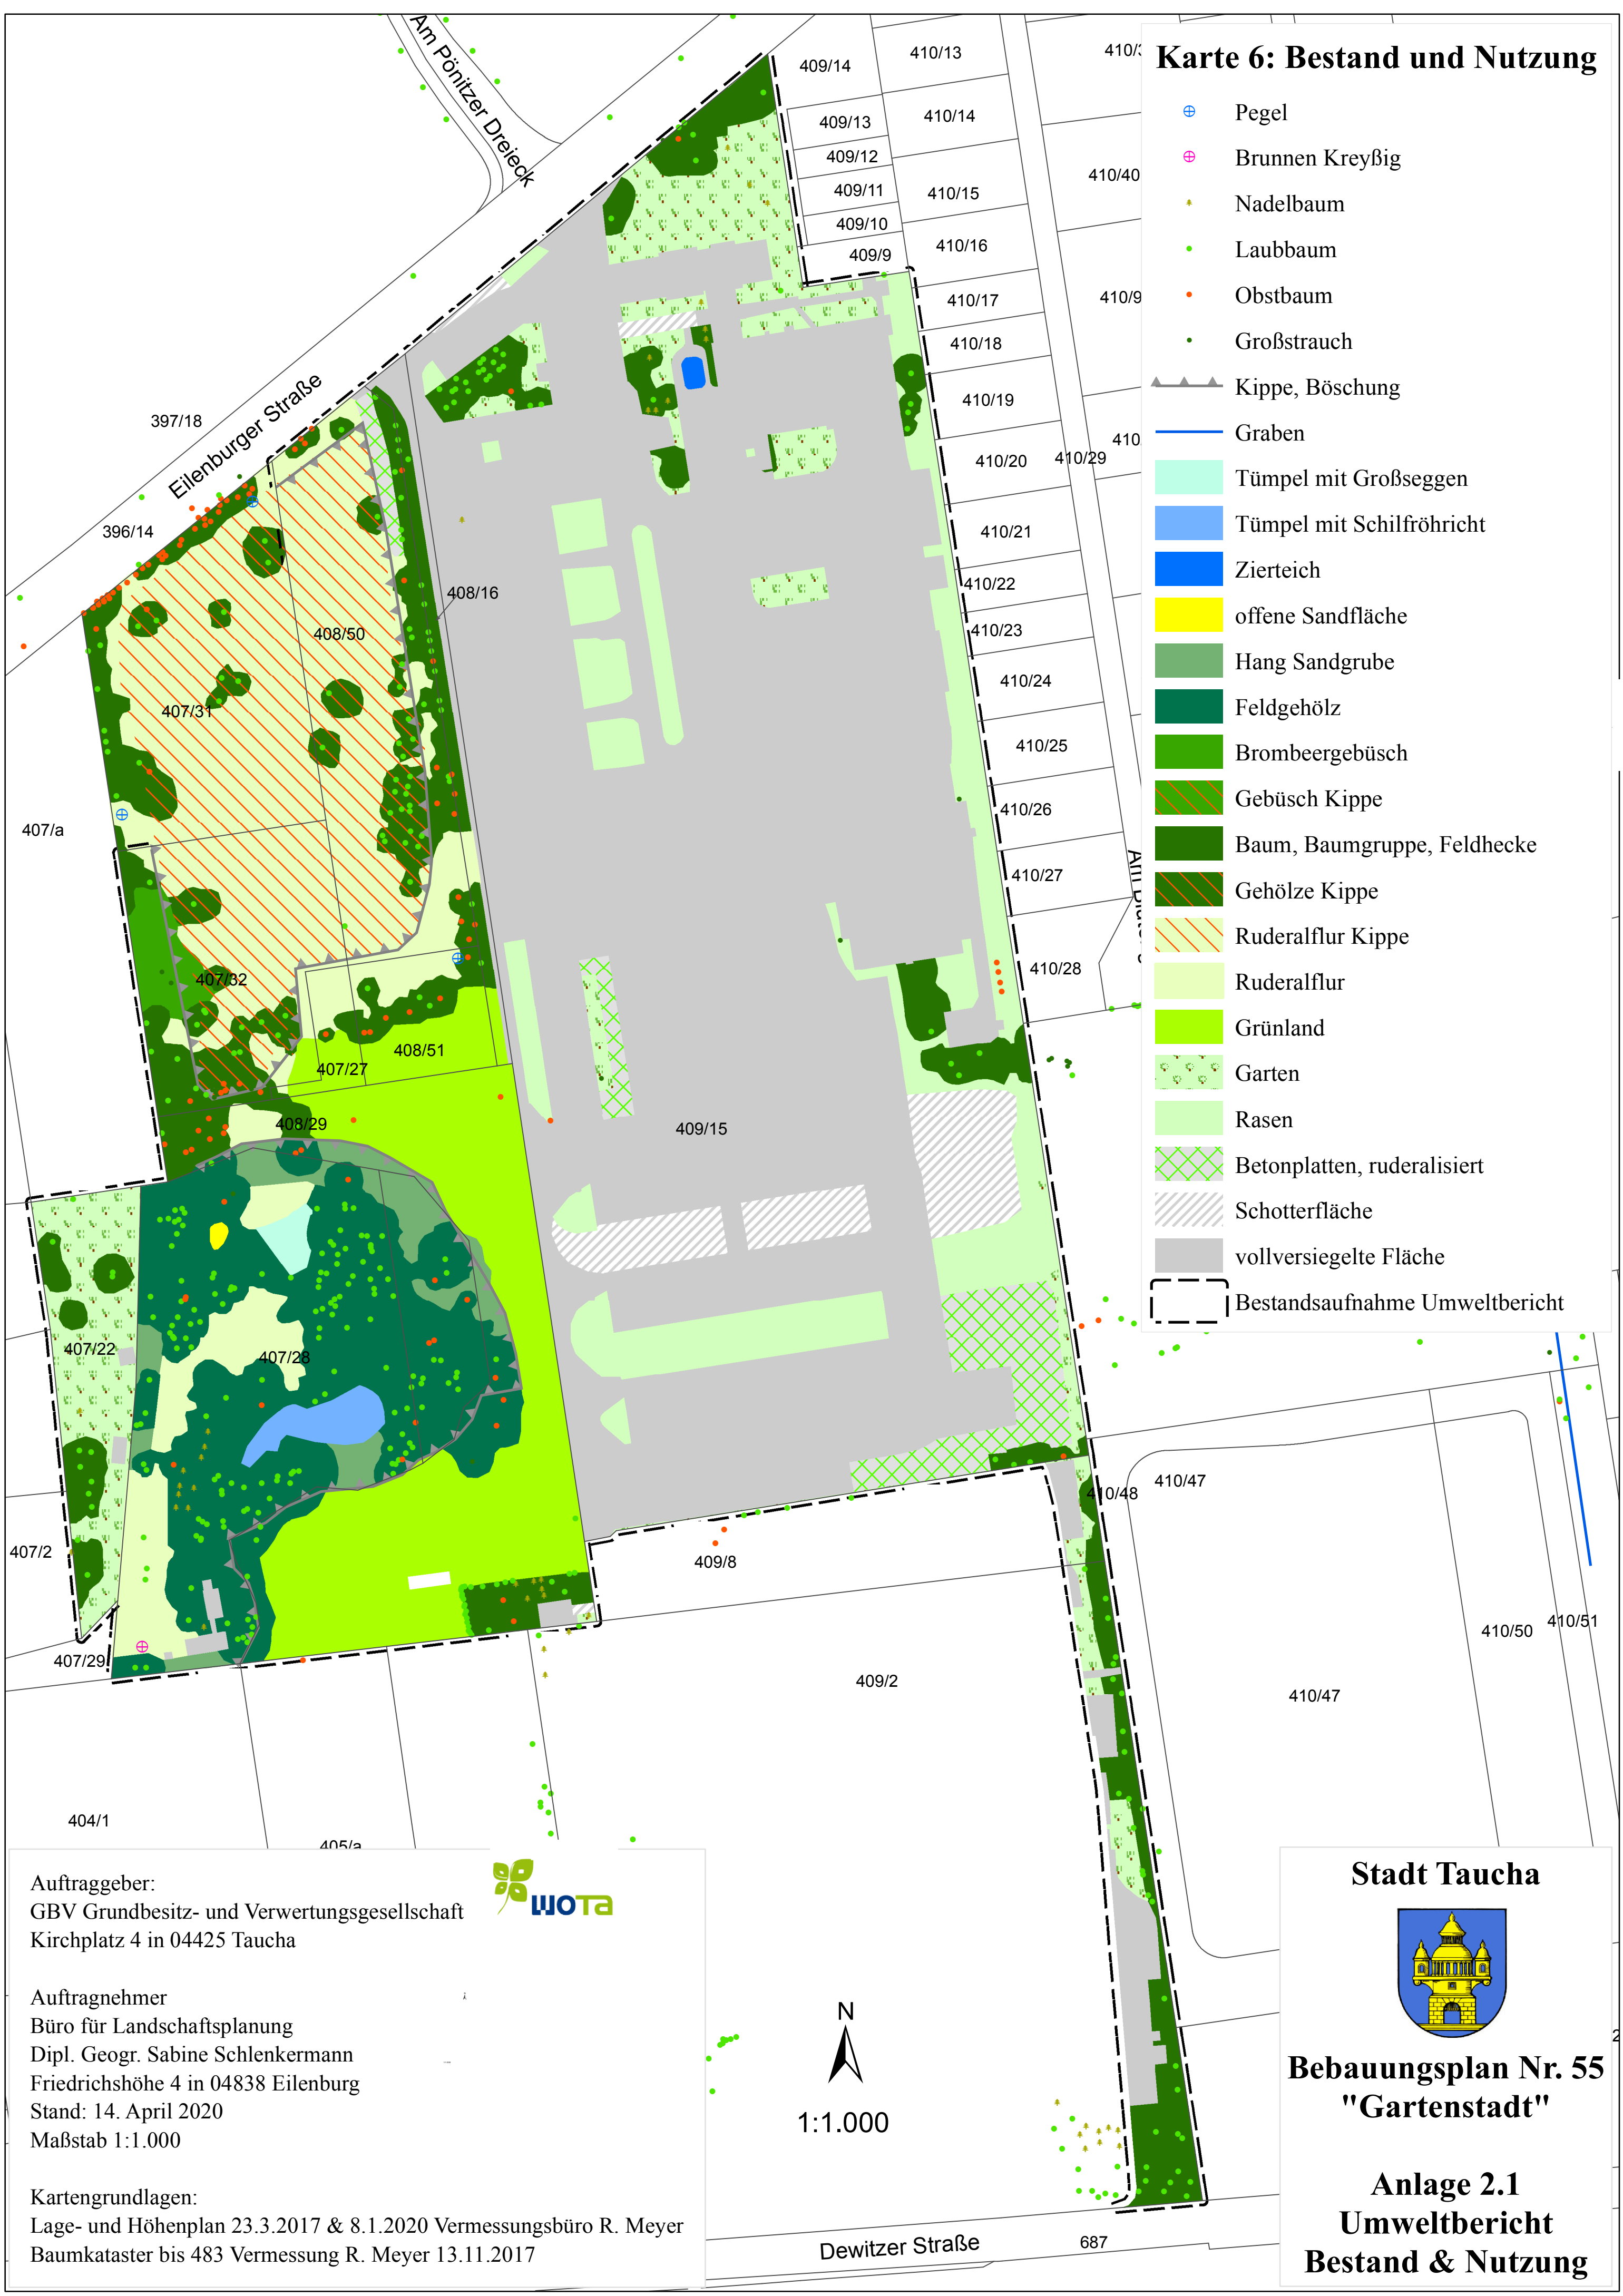 Karte 6: Bestand und Nutzung
Pegel
Brunnen Kreyßig
Nadelbaum
Laubbaum
Obstbaum
Großstrauch
Kippe, Böschung
Graben
Tümpel mit Großseggen
Tümpel mit Schilfröhricht
Zierteich
offene Sandfläche
Hang Sandgrube
Feldgehölz
Brombeergebüsch
Gebüsch Kippe
Baum, Baumgruppe, Feldhecke
Gehölze Kippe
Ruderalflur Kippe
Ruderalflur
Grünland
Garten
Rasen
Betonplatten, ruderalisiert
Schotterfläche
vollversiegelte Fläche
Bestandsaufnahme Umweltbericht
Am Pönitzer Dreieck
Eilenburger Straße
409/14
410/13
409/13
410/14
409/12
409/11
410/15
410/40
409/10
409/9
410/16
410/17
410/9
410/18
410/19
410
410/20
410/29
410/21
410/22
410/23
410/24
410/25
410/26
410/27
410/28
397/18
396/14
408/16
408/50
407/31
407/a
407/32
408/51
407/27
408/29
409/15
407/22
407/28
407/2
407/29
409/8
410/48
410/47
410/50
410/51
409/2
410/47
404/1
405/a
Auftraggeber:
GBV Grundbesitz- und Verwertungsgesellschaft
Kirchplatz 4 in 04425 Taucha
WOTa
Auftragnehmer
Büro für Landschaftsplanung
Dipl. Geogr. Sabine Schlenkermann
Friedrichshöhe 4 in 04838 Eilenburg
Stand: 14. April 2020
Maßstab 1:1.000
Kartengrundlagen:
Lage- und Höhenplan 23.3.2017 & 8.1.2020 Vermessungsbüro R. Meyer
Baumkataster bis 483 Vermessung R. Meyer 13.11.2017
N
1:1.000
Dewitzer Straße
687
Stadt Taucha
Bebauungsplan Nr. 55
"Gartenstadt"
Anlage 2.1
Umweltbericht
Bestand & Nutzung